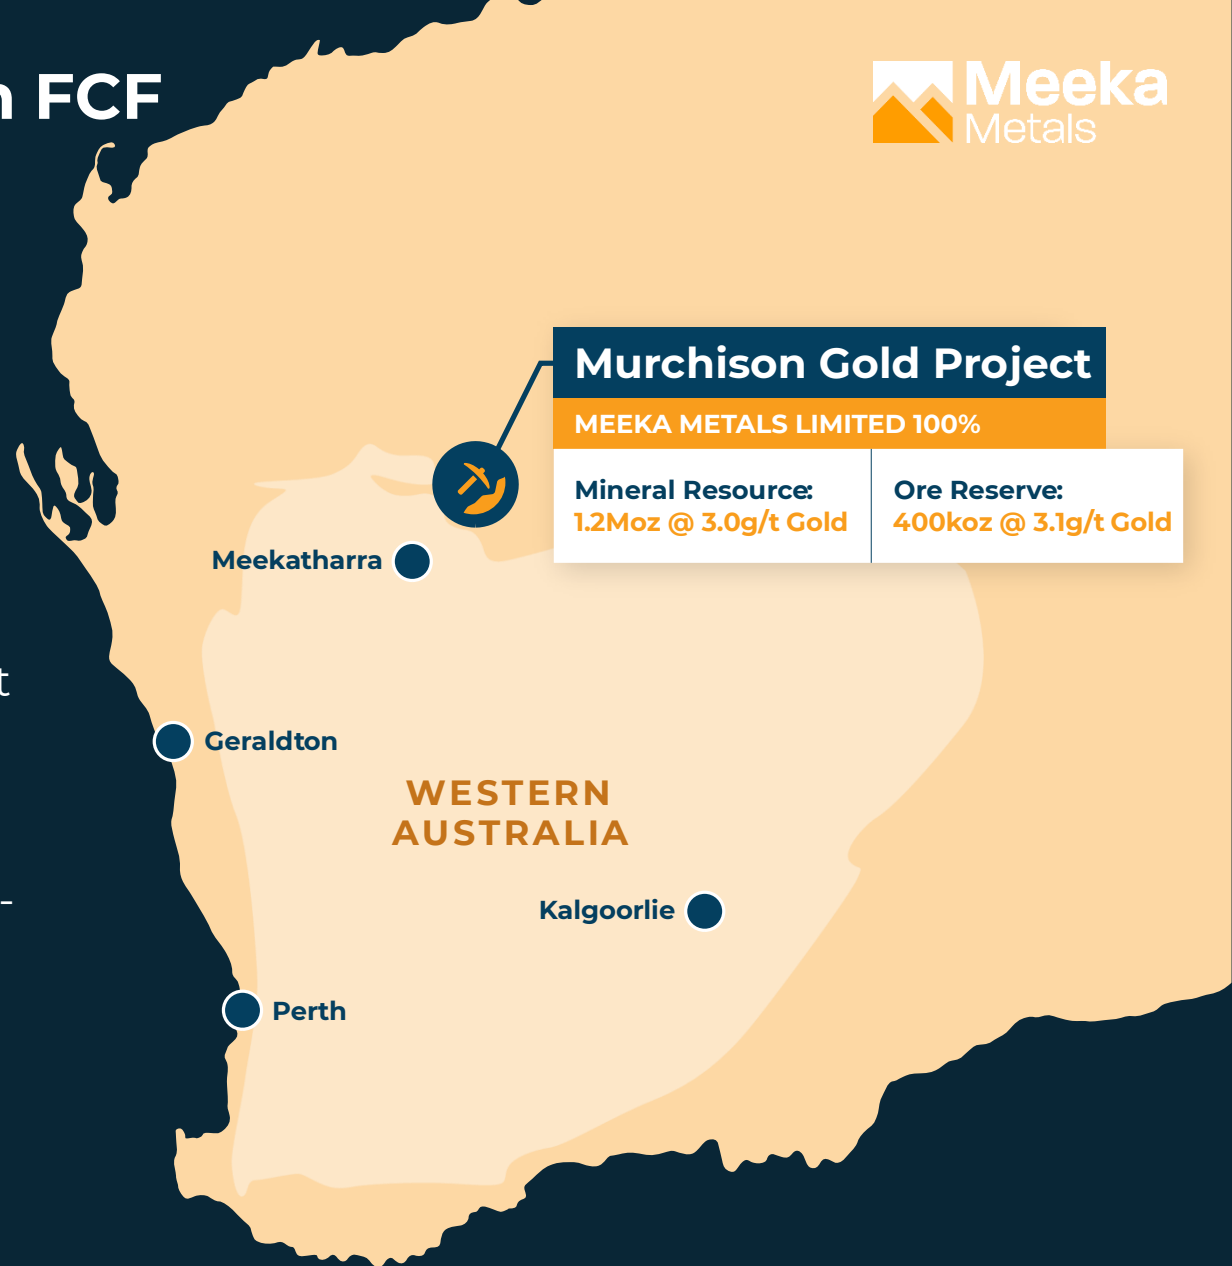 n FCF
Meeka
Metals
Murchison Gold Project
MEEKA METALS LIMITED 100%
Mineral Resource:
1.2Moz @ 3.0g/t Gold
Ore Reserve:
400koz @ 3.1g/t Gold
Meekatharra
t
Geraldton
WESTERN
AUSTRALIA
-
Kalgoorlie
Perth